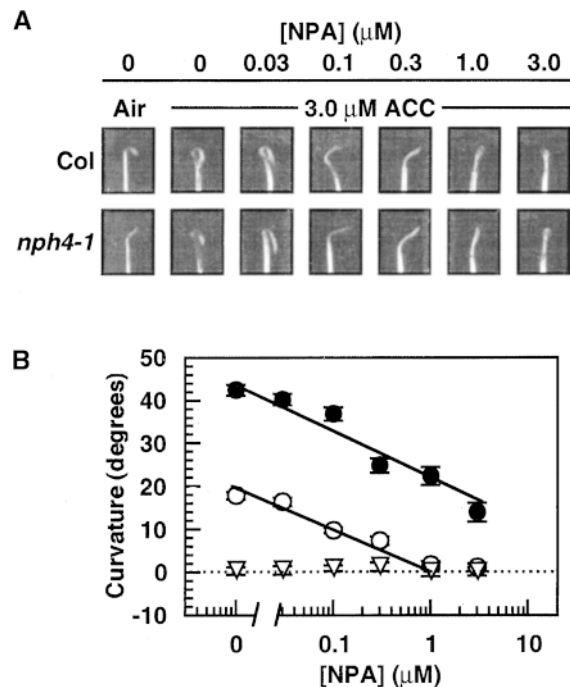 A
[NPA] (μM)
0 0 0.03 0.1 0.3 1.0 3.0
Air 3.0 μM ACC
Col
nph4-1
B
Curvature (degrees)
50
40
30
20
10
0
-10
0 0.1 1 10
[NPA] (μM)